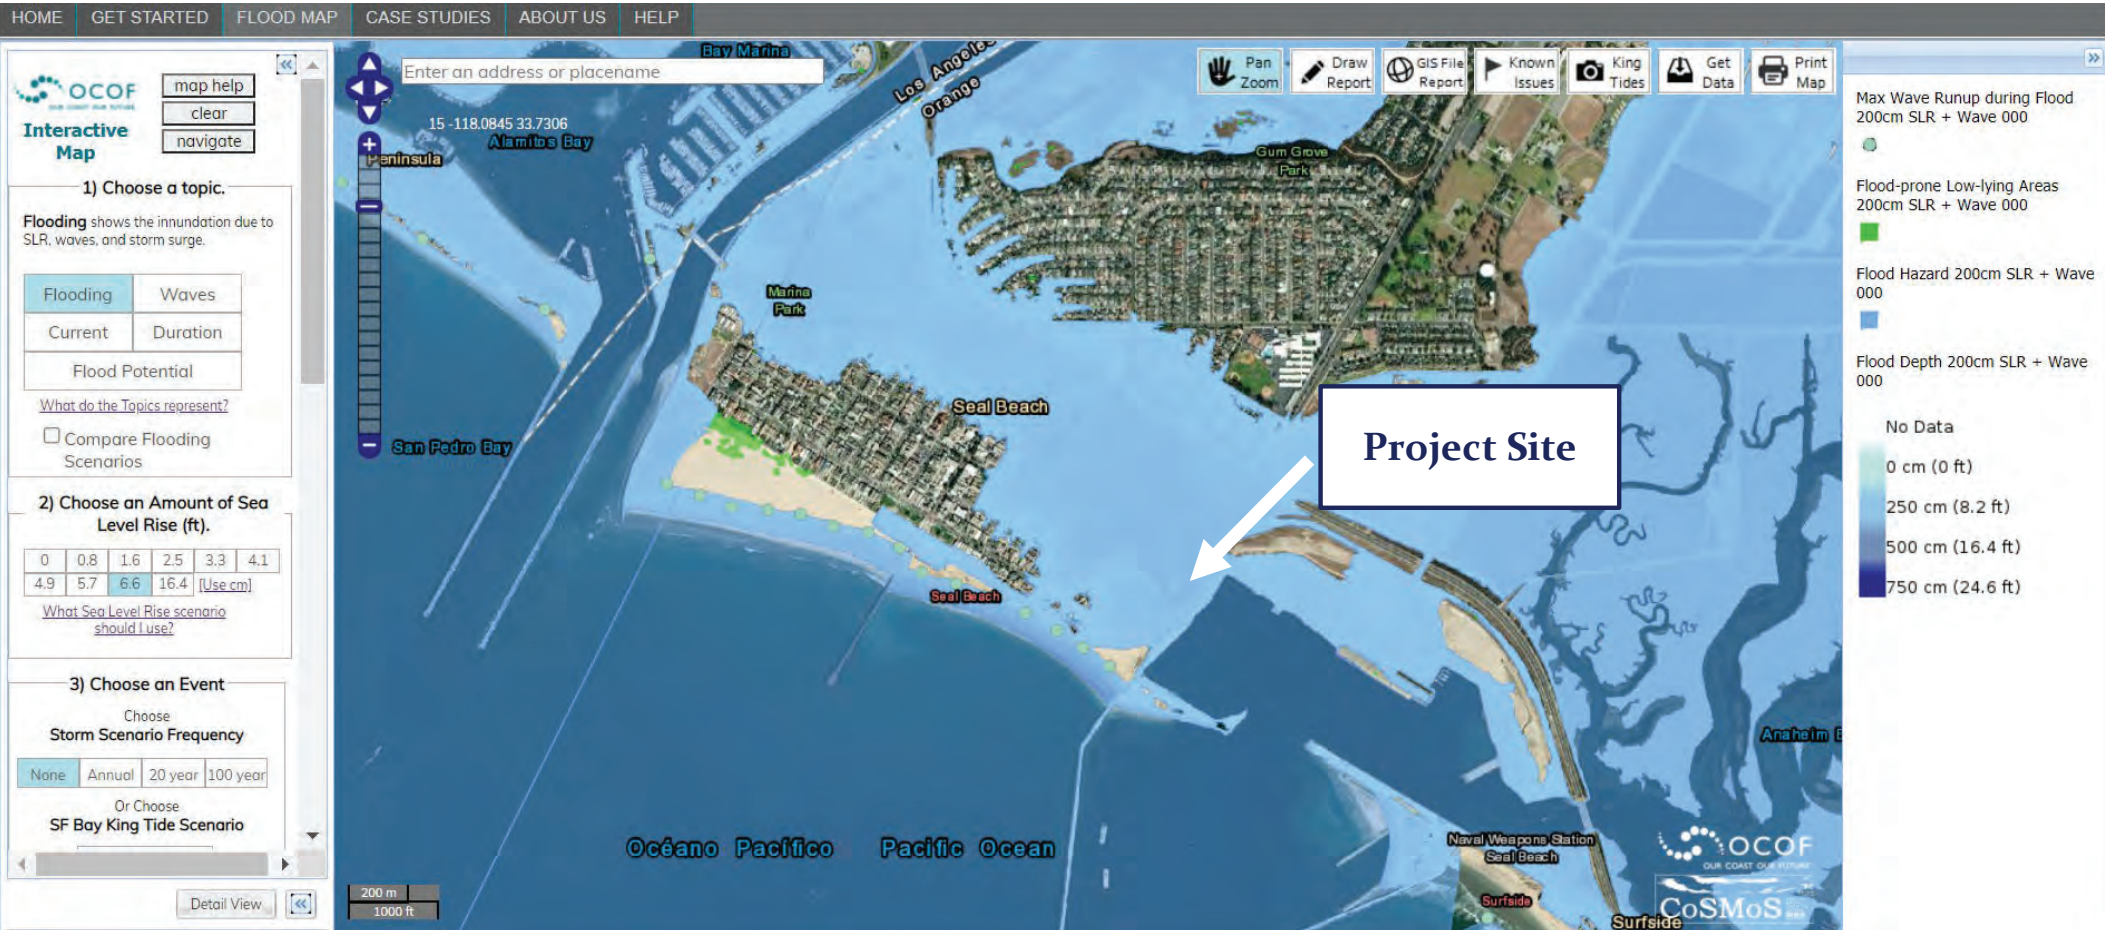 HOME GET STARTED FLOOD MAP CASE STUDIES ABOUT US HELP
OCOF
OUR COAST OUR FUTURE
Interactive
Map
map help
clear
navigate
1) Choose a topic.
Flooding shows the innundation due to
SLR, waves, and storm surge.
Flooding Waves
Current Duration
Flood Potential
What do the Topics represent?
Compare Flooding
Scenarios
2) Choose an Amount of Sea
Level Rise (ft).
0 0.8 1.6 2.5 3.3 4.1
4.9 5.7 6.6 16.4 [Use cm]
What Sea Level Rise scenario
should I use?
3) Choose an Event
Choose
Storm Scenario Frequency
None Annual 20 year 100 year
Or Choose
SF Bay King Tide Scenario
Detail View
Enter an address or placename
15 -118.0845 33.7306
Bay Marina
Los Angeles
Orange
Alamitos Bay
Peninsula
Pan
Zoom
Draw
Report
GIS File
Report
Known
Issues
King
Tides
Get
Data
Print
Map
Gum Grove
Park
Marina
Park
Seal Beach
San Pedro Bay
Project Site
Seal Beach
Anaheim B
Océano Pacífico Pacific Ocean
Naval Weapons Station
Seal Beach
Surfside
Surfside
OCOF
OUR COAST OUR FUTURE
CoSMoS
200 m
1000 ft
Max Wave Runup during Flood
200cm SLR + Wave 000
Flood-prone Low-lying Areas
200cm SLR + Wave 000
Flood Hazard 200cm SLR + Wave
000
Flood Depth 200cm SLR + Wave
000
No Data
0 cm (0 ft)
250 cm (8.2 ft)
500 cm (16.4 ft)
750 cm (24.6 ft)